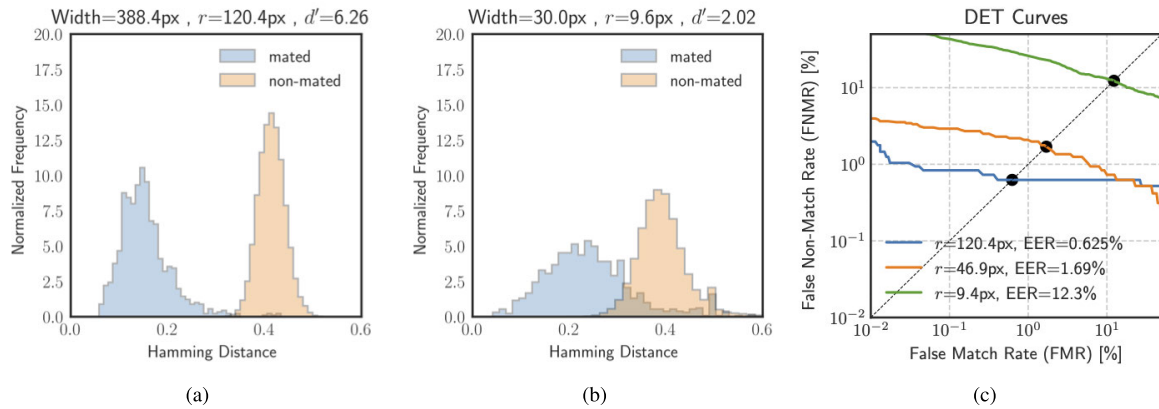 Width=388.4px , r=120.4px , d′=6.26
20.0
17.5
15.0
12.5
10.0
7.5
5.0
2.5
0.0
Normalized Frequency
mated
non-mated
0.0 0.2 0.4 0.6
Hamming Distance
(a)
Width=30.0px , r=9.6px , d′=2.02
20.0
17.5
15.0
12.5
10.0
7.5
5.0
2.5
0.0
Normalized Frequency
mated
non-mated
0.0 0.2 0.4 0.6
Hamming Distance
(b)
DET Curves
False Non-Match Rate (FNMR) [%]
10¹
10⁰
10⁻¹
10⁻²
r=120.4px, EER=0.625%
r=46.9px, EER=1.69%
r=9.4px, EER=12.3%
10⁻² 10⁻¹ 10⁰ 10¹
False Match Rate (FMR) [%]
(c)